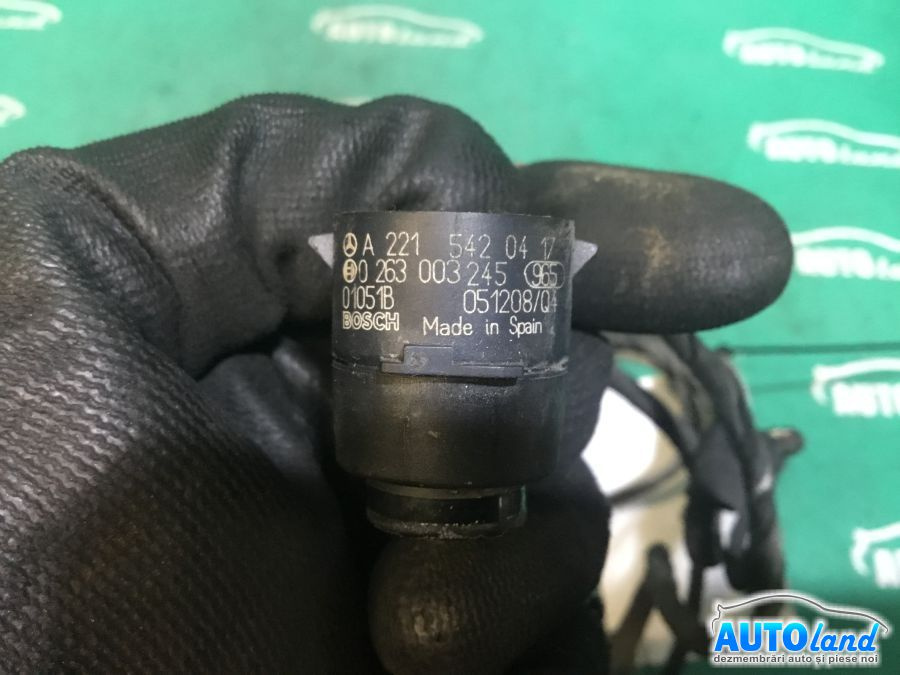 A 221 542 04 17
0 263 003 245 965
01051B 051208/Q4
BOSCH Made in Spain
AUTOland
dezmembrări auto și piese noi